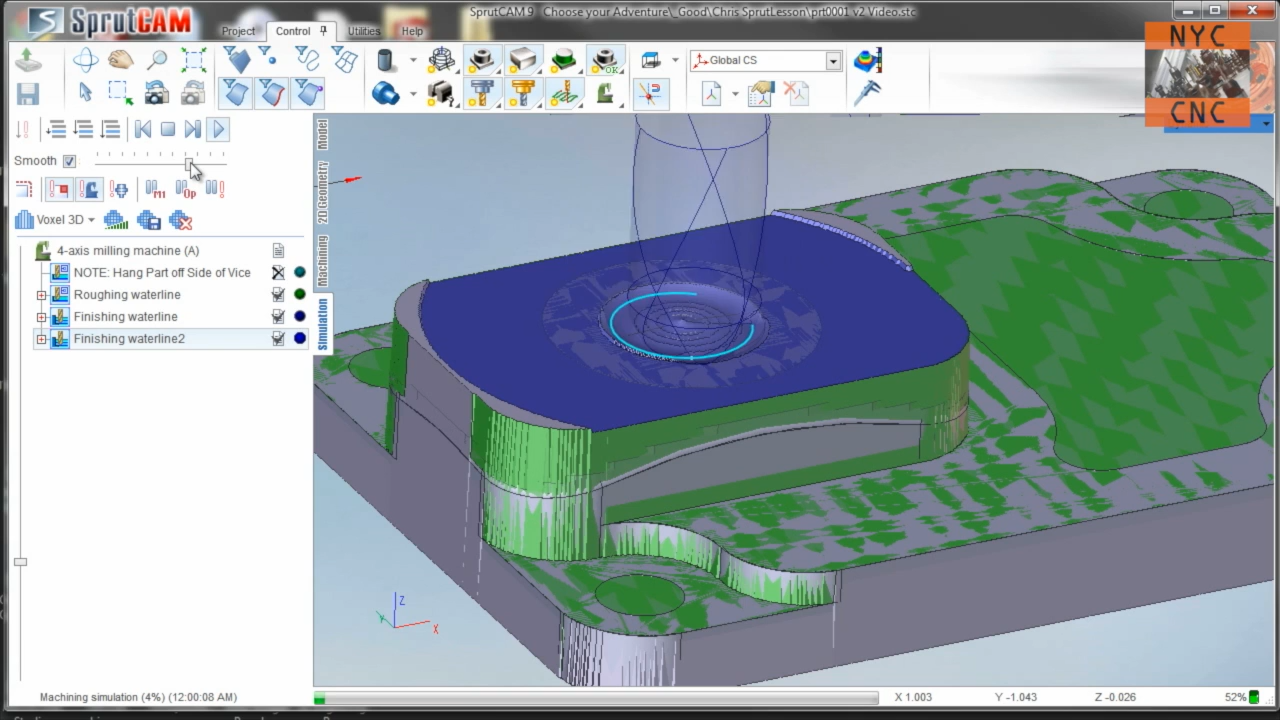 SprutCAM
SprutCAM 9 - Choose your Adventure\_Good\Chris SprutLesson\prt0001 v2 Video.stc
Project
Control
Utilities
Help
Global CS
NYC
CNC
Smooth
M1
Op
Voxel 3D
4-axis milling machine (A)
NOTE: Hang Part off Side of Vice
Roughing waterline
Finishing waterline
Finishing waterline2
Model
2D Geometry
Machining
Simulation
OK
Z
Y
X
Machining simulation (4%) (12:00:08 AM)
X 1.003
Y -1.043
Z -0.026
52%